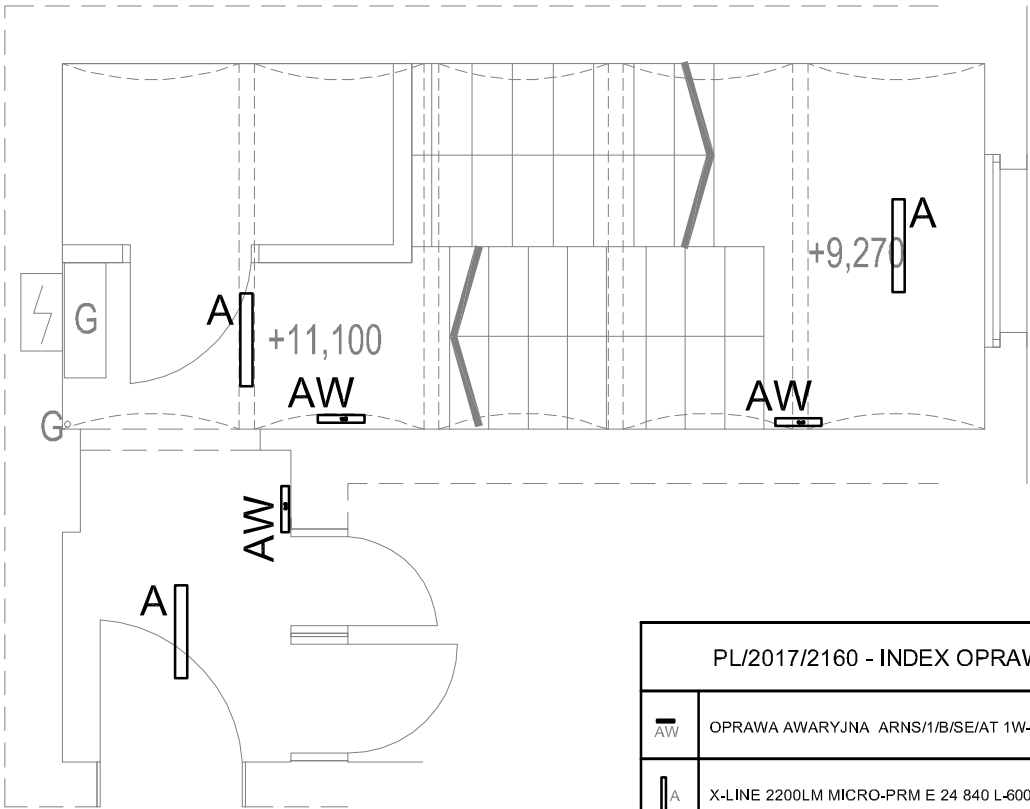 A
+9,270
G
A
+11,100
AW
AW
G
AW
A
PL/2017/2160 - INDEX OPRAW
AW
OPRAWA AWARYJNA ARNS/1/B/SE/AT 1W-
A
X-LINE 2200LM MICRO-PRM E 24 840 L-600